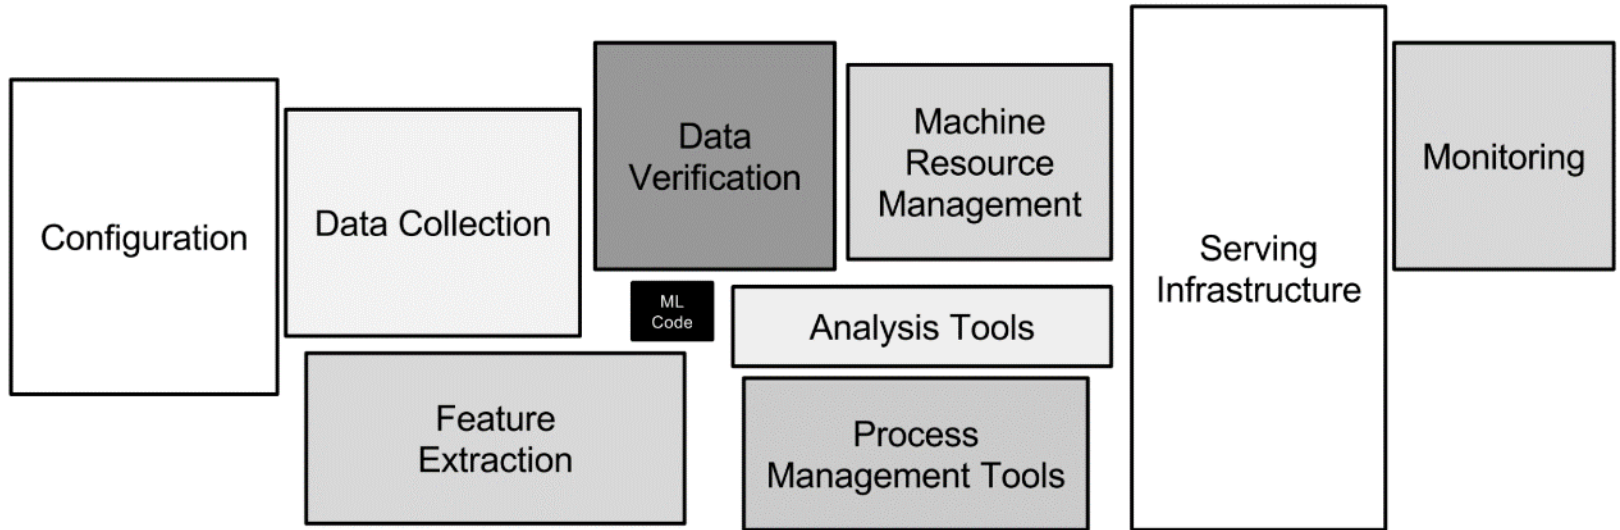 Configuration
Data Collection
Data
Verification
Machine
Resource
Management
Serving
Infrastructure
Monitoring
ML
Code
Analysis Tools
Feature
Extraction
Process
Management Tools